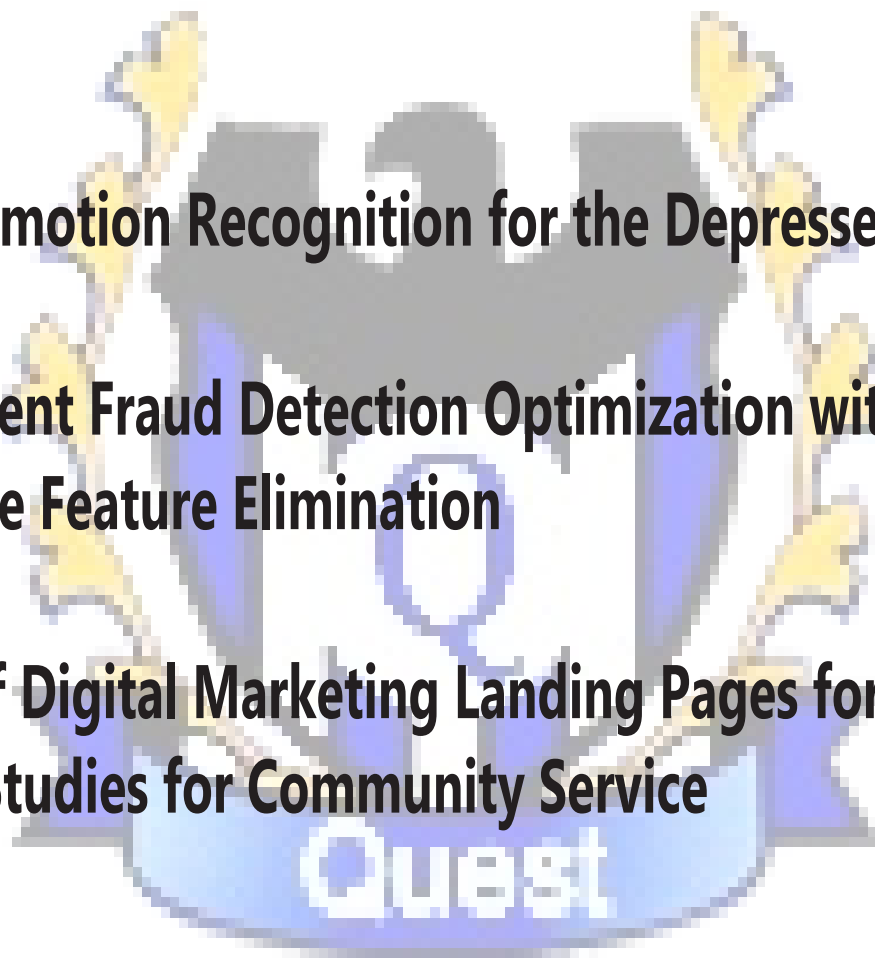 motion Recognition for the Depresse
ent Fraud Detection Optimization wit
e Feature Elimination
f Digital Marketing Landing Pages for
Studies for Community Service
Q
Quest